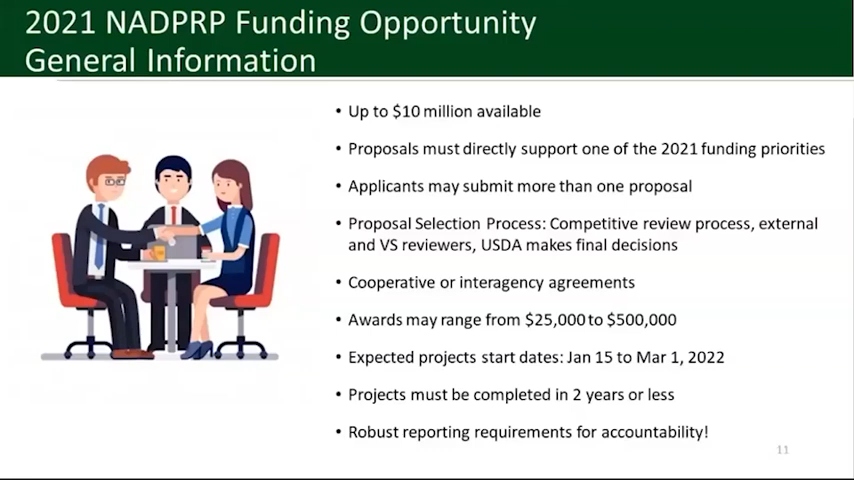 2021 NADPRP Funding Opportunity
General Information
• Up to $10 million available
• Proposals must directly support one of the 2021 funding priorities
• Applicants may submit more than one proposal
• Proposal Selection Process: Competitive review process, external
and VS reviewers, USDA makes final decisions
• Cooperative or interagency agreements
• Awards may range from $25,000 to $500,000
• Expected projects start dates: Jan 15 to Mar 1, 2022
• Projects must be completed in 2 years or less
• Robust reporting requirements for accountability!
11